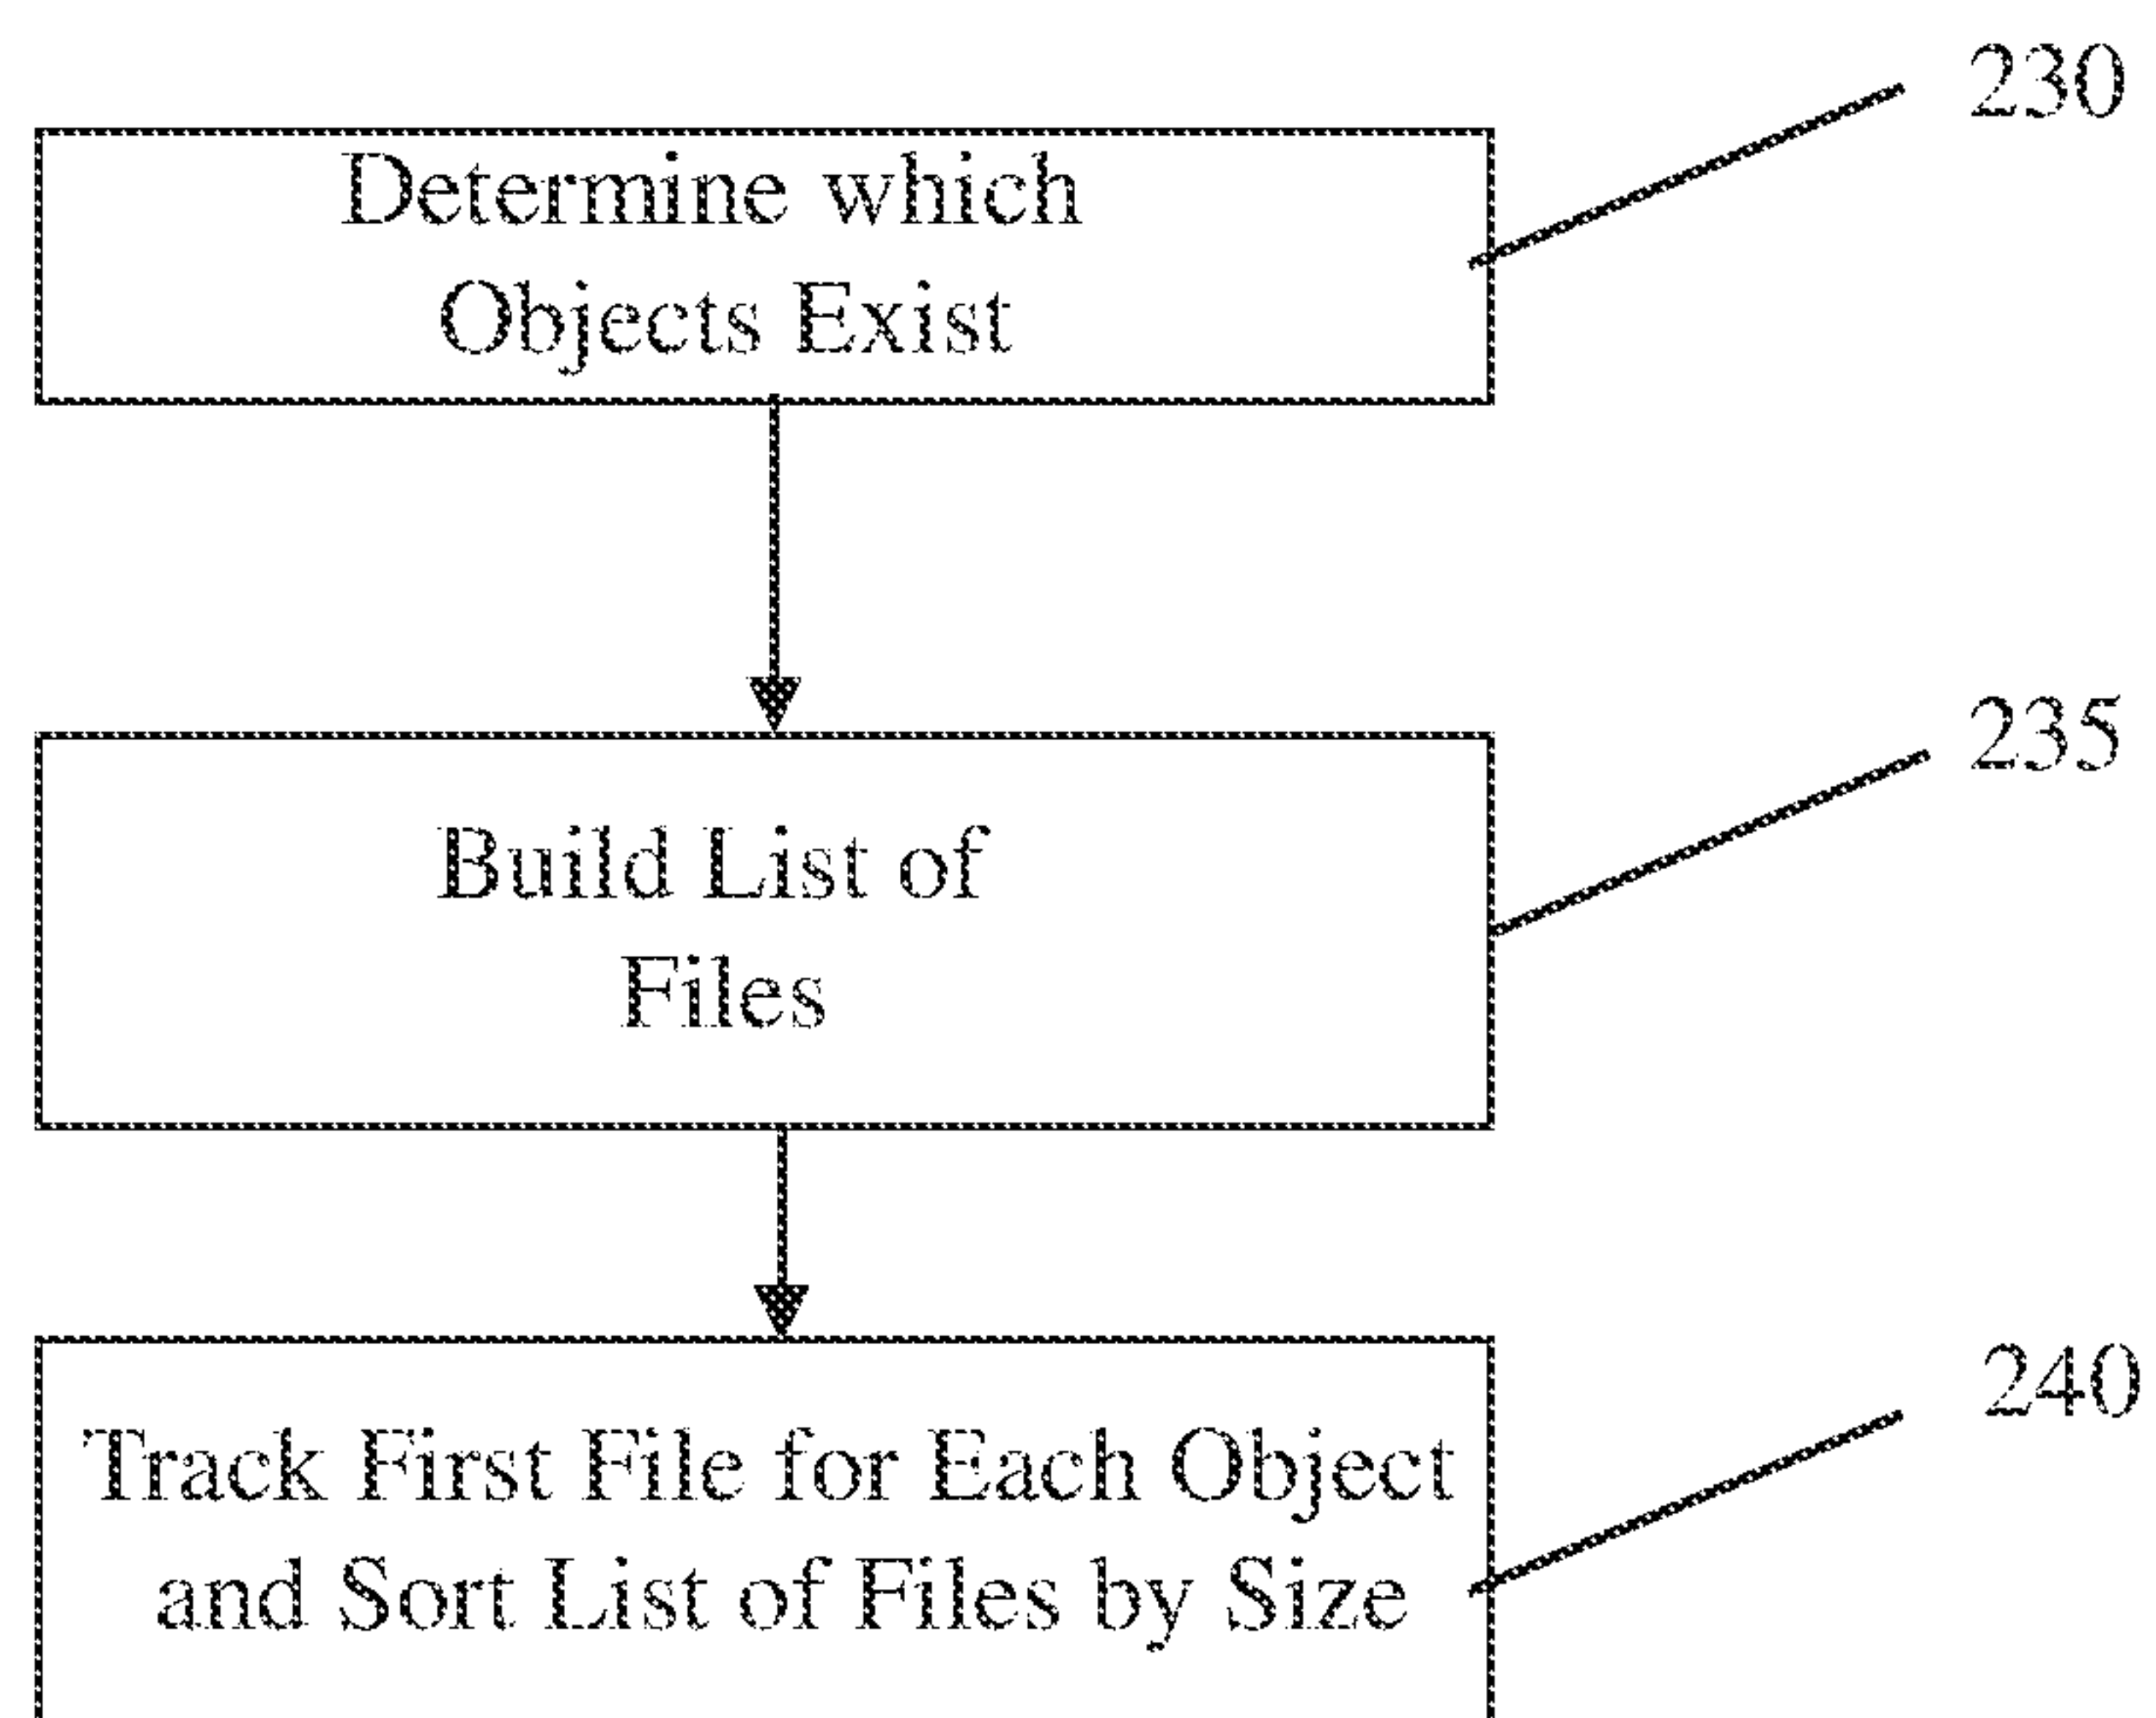 230
Determine which
Objects Exist
235
Build List of
Files
240
Track First File for Each Object
and Sort List of Files by Size